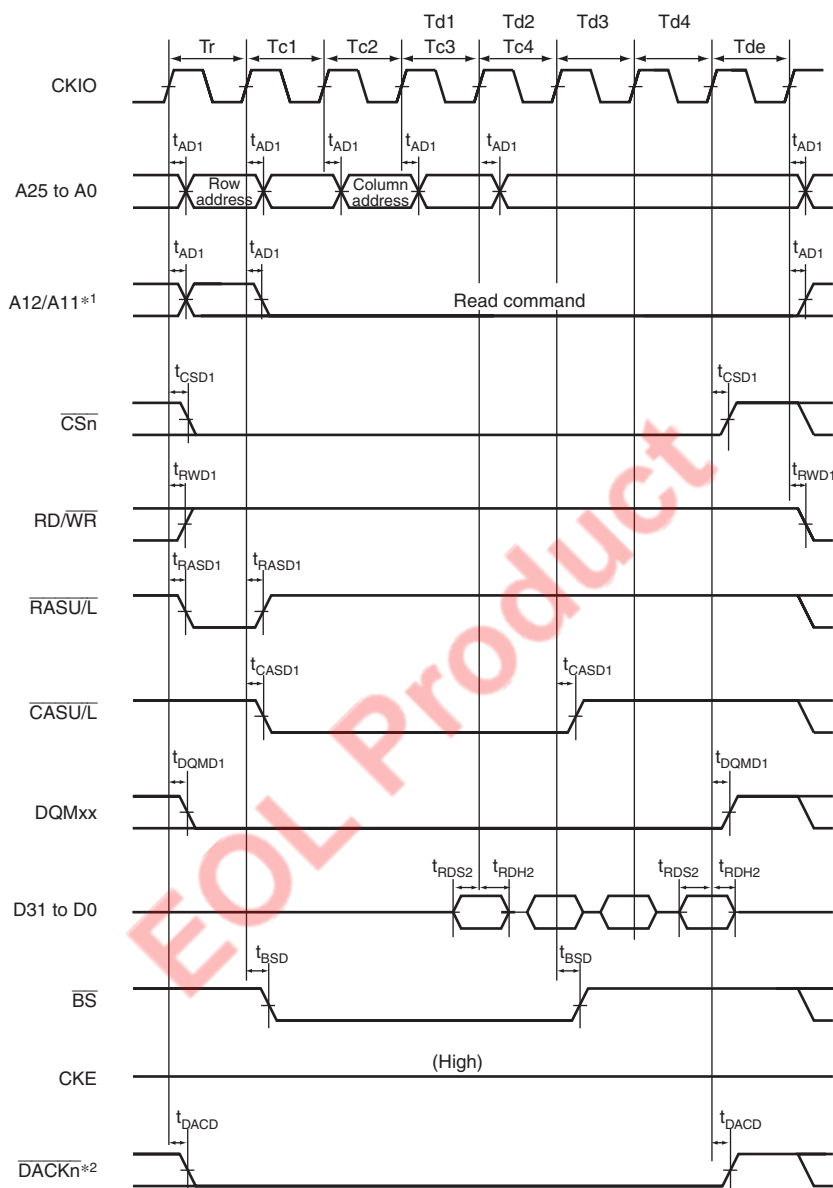 Td1 Td2 Td3 Td4
Tr Tc1 Tc2 Tc3 Tc4 Tde
CKIO
tAD1 tAD1 tAD1 tAD1 tAD1 tAD1
A25 to A0
Row address
Column address
tAD1 tAD1 tAD1
A12/A11*1
Read command
tCSD1 tCSD1
CSn
tRWD1 tRWD1
RD/WR
tRASD1 tRASD1
RASU/L
tCASD1 tCASD1
CASU/L
tDQMD1 tDQMD1
DQMxx
tRDS2 tRDH2 tRDS2 tRDH2
D31 to D0
tBSD tBSD
BS
(High)
CKE
tDACD tDACD
DACKn*2
EOL Product